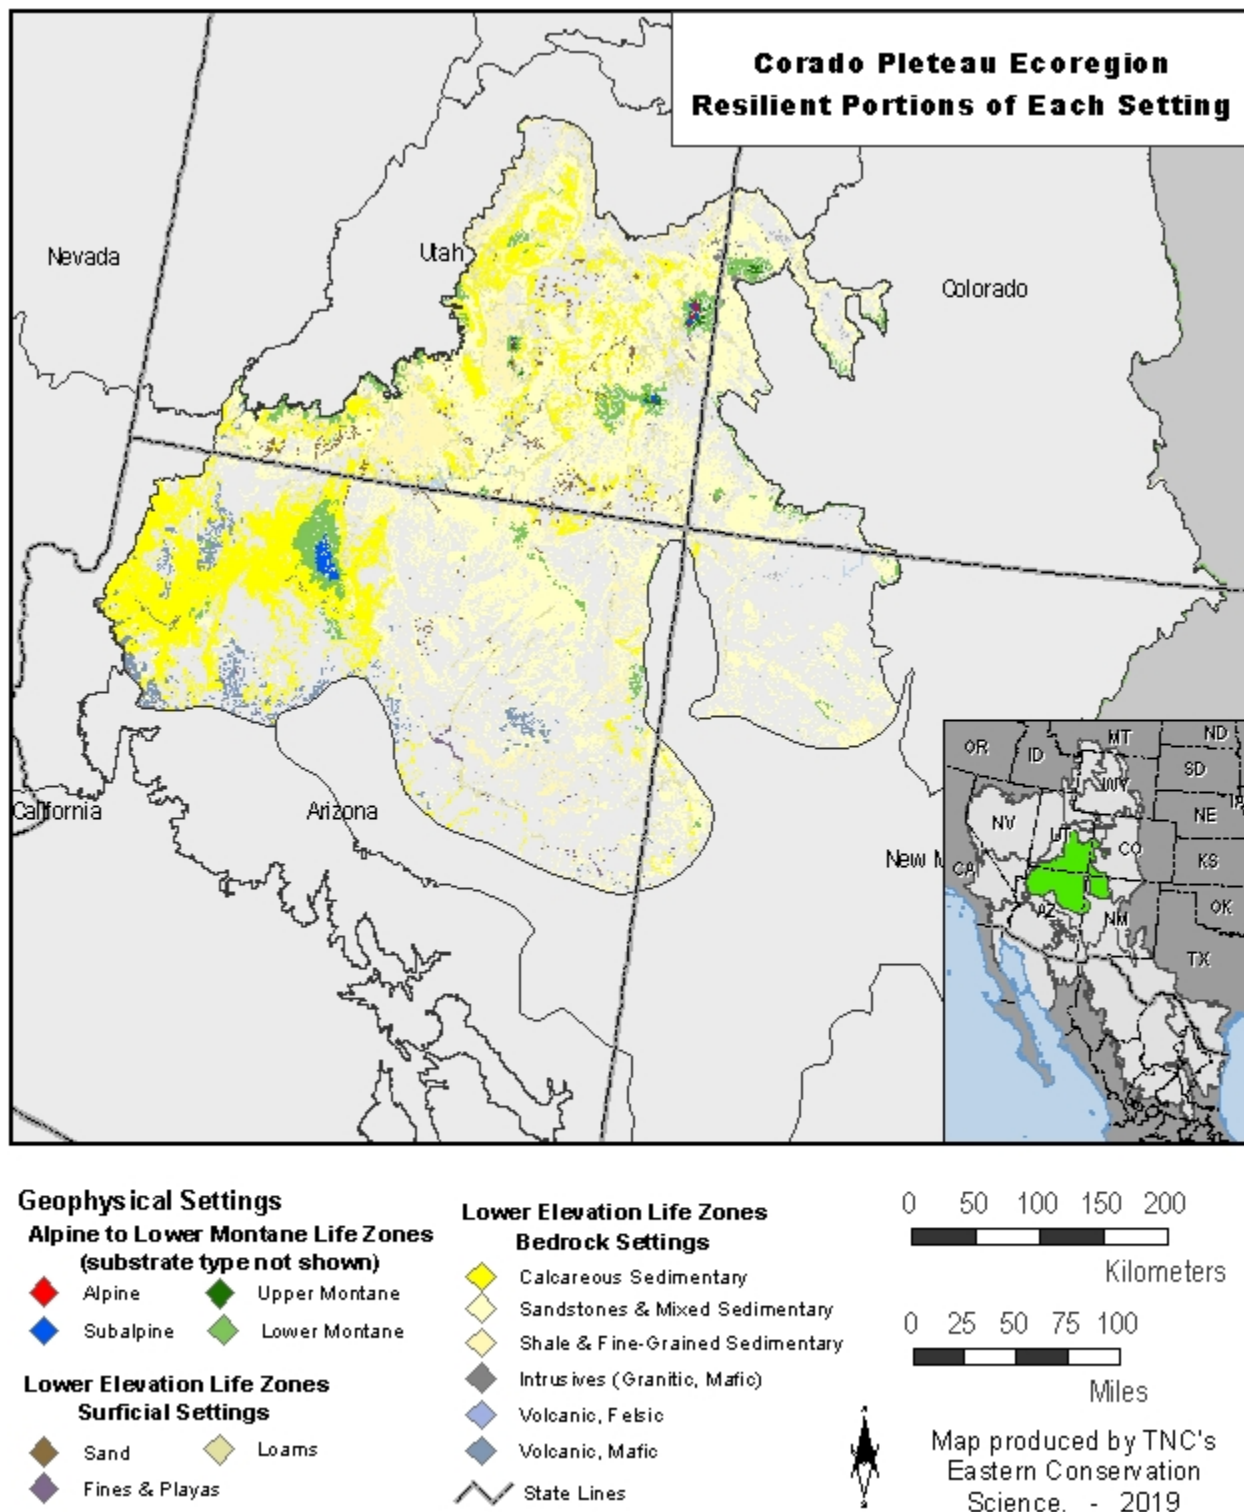 Corado Pleteau Ecoregion
Resilient Portions of Each Setting
Nevada
Utah
Colorado
California
Arizona
New M
OR
ID
MT
ND
SD
WY
IA
NE
NV
UT
CO
CA
KS
AZ
NM
OK
TX
Geophysical Settings
Alpine to Lower Montane Life Zones
(substrate type not shown)
Alpine
Upper Montane
Subalpine
Lower Montane
Lower Elevation Life Zones
Surficial Settings
Sand
Loams
Fines & Playas
Lower Elevation Life Zones
Bedrock Settings
Calcareous Sedimentary
Sandstones & Mixed Sedimentary
Shale & Fine-Grained Sedimentary
Intrusives (Granitic, Mafic)
Volcanic, Felsic
Volcanic, Mafic
State Lines
0 50 100 150 200
Kilometers
0 25 50 75 100
Miles
Map produced by TNC's
Eastern Conservation
Science. - 2019